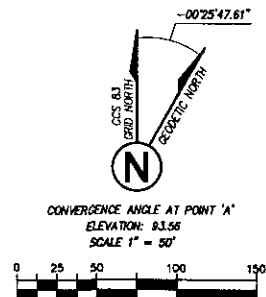 -00°25'47.61"
CCS 83
GRID NORTH
GEODETIC NORTH
N
CONVERGENCE ANGLE AT POINT 'A'
ELEVATION: 93.56
SCALE 1" = 50'
0 25 50 100 150